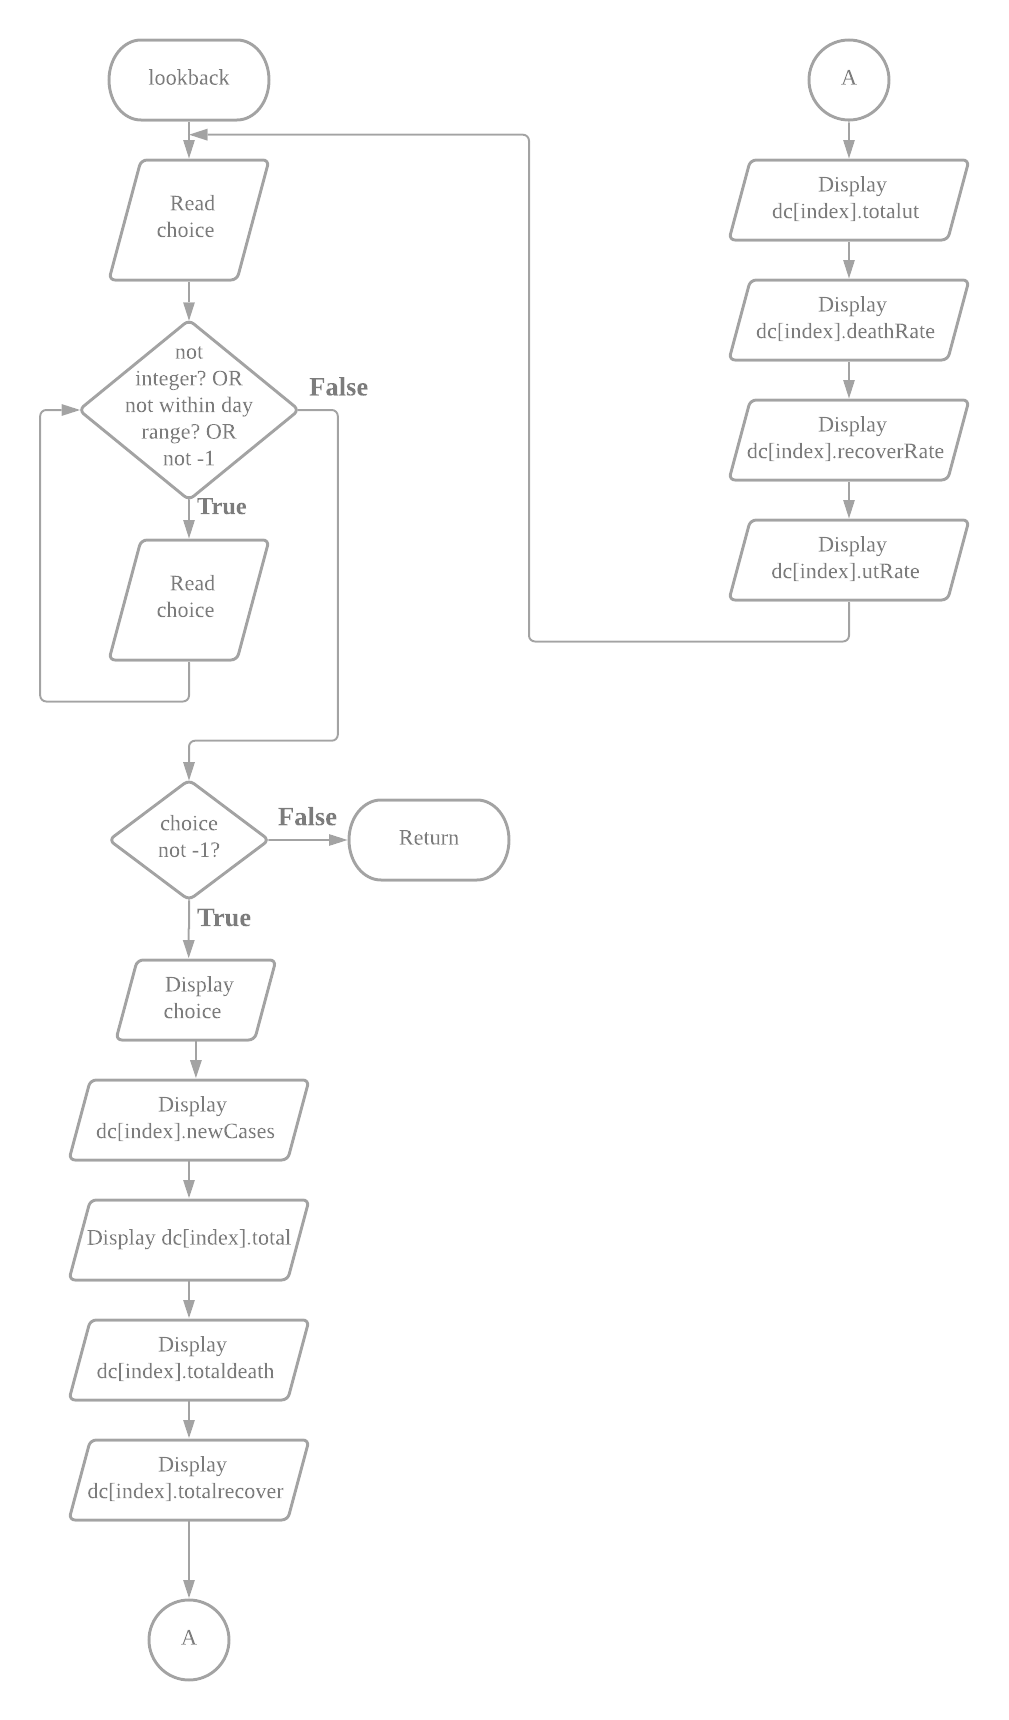 lookback
Read
choice
not
integer? OR
not within day
range? OR
not -1
False
True
Read
choice
choice
not -1?
False
Return
True
Display
choice
Display
dc[index].newCases
Display dc[index].total
Display
dc[index].totaldeath
Display
dc[index].totalrecover
A
A
Display
dc[index].totalut
Display
dc[index].deathRate
Display
dc[index].recoverRate
Display
dc[index].utRate